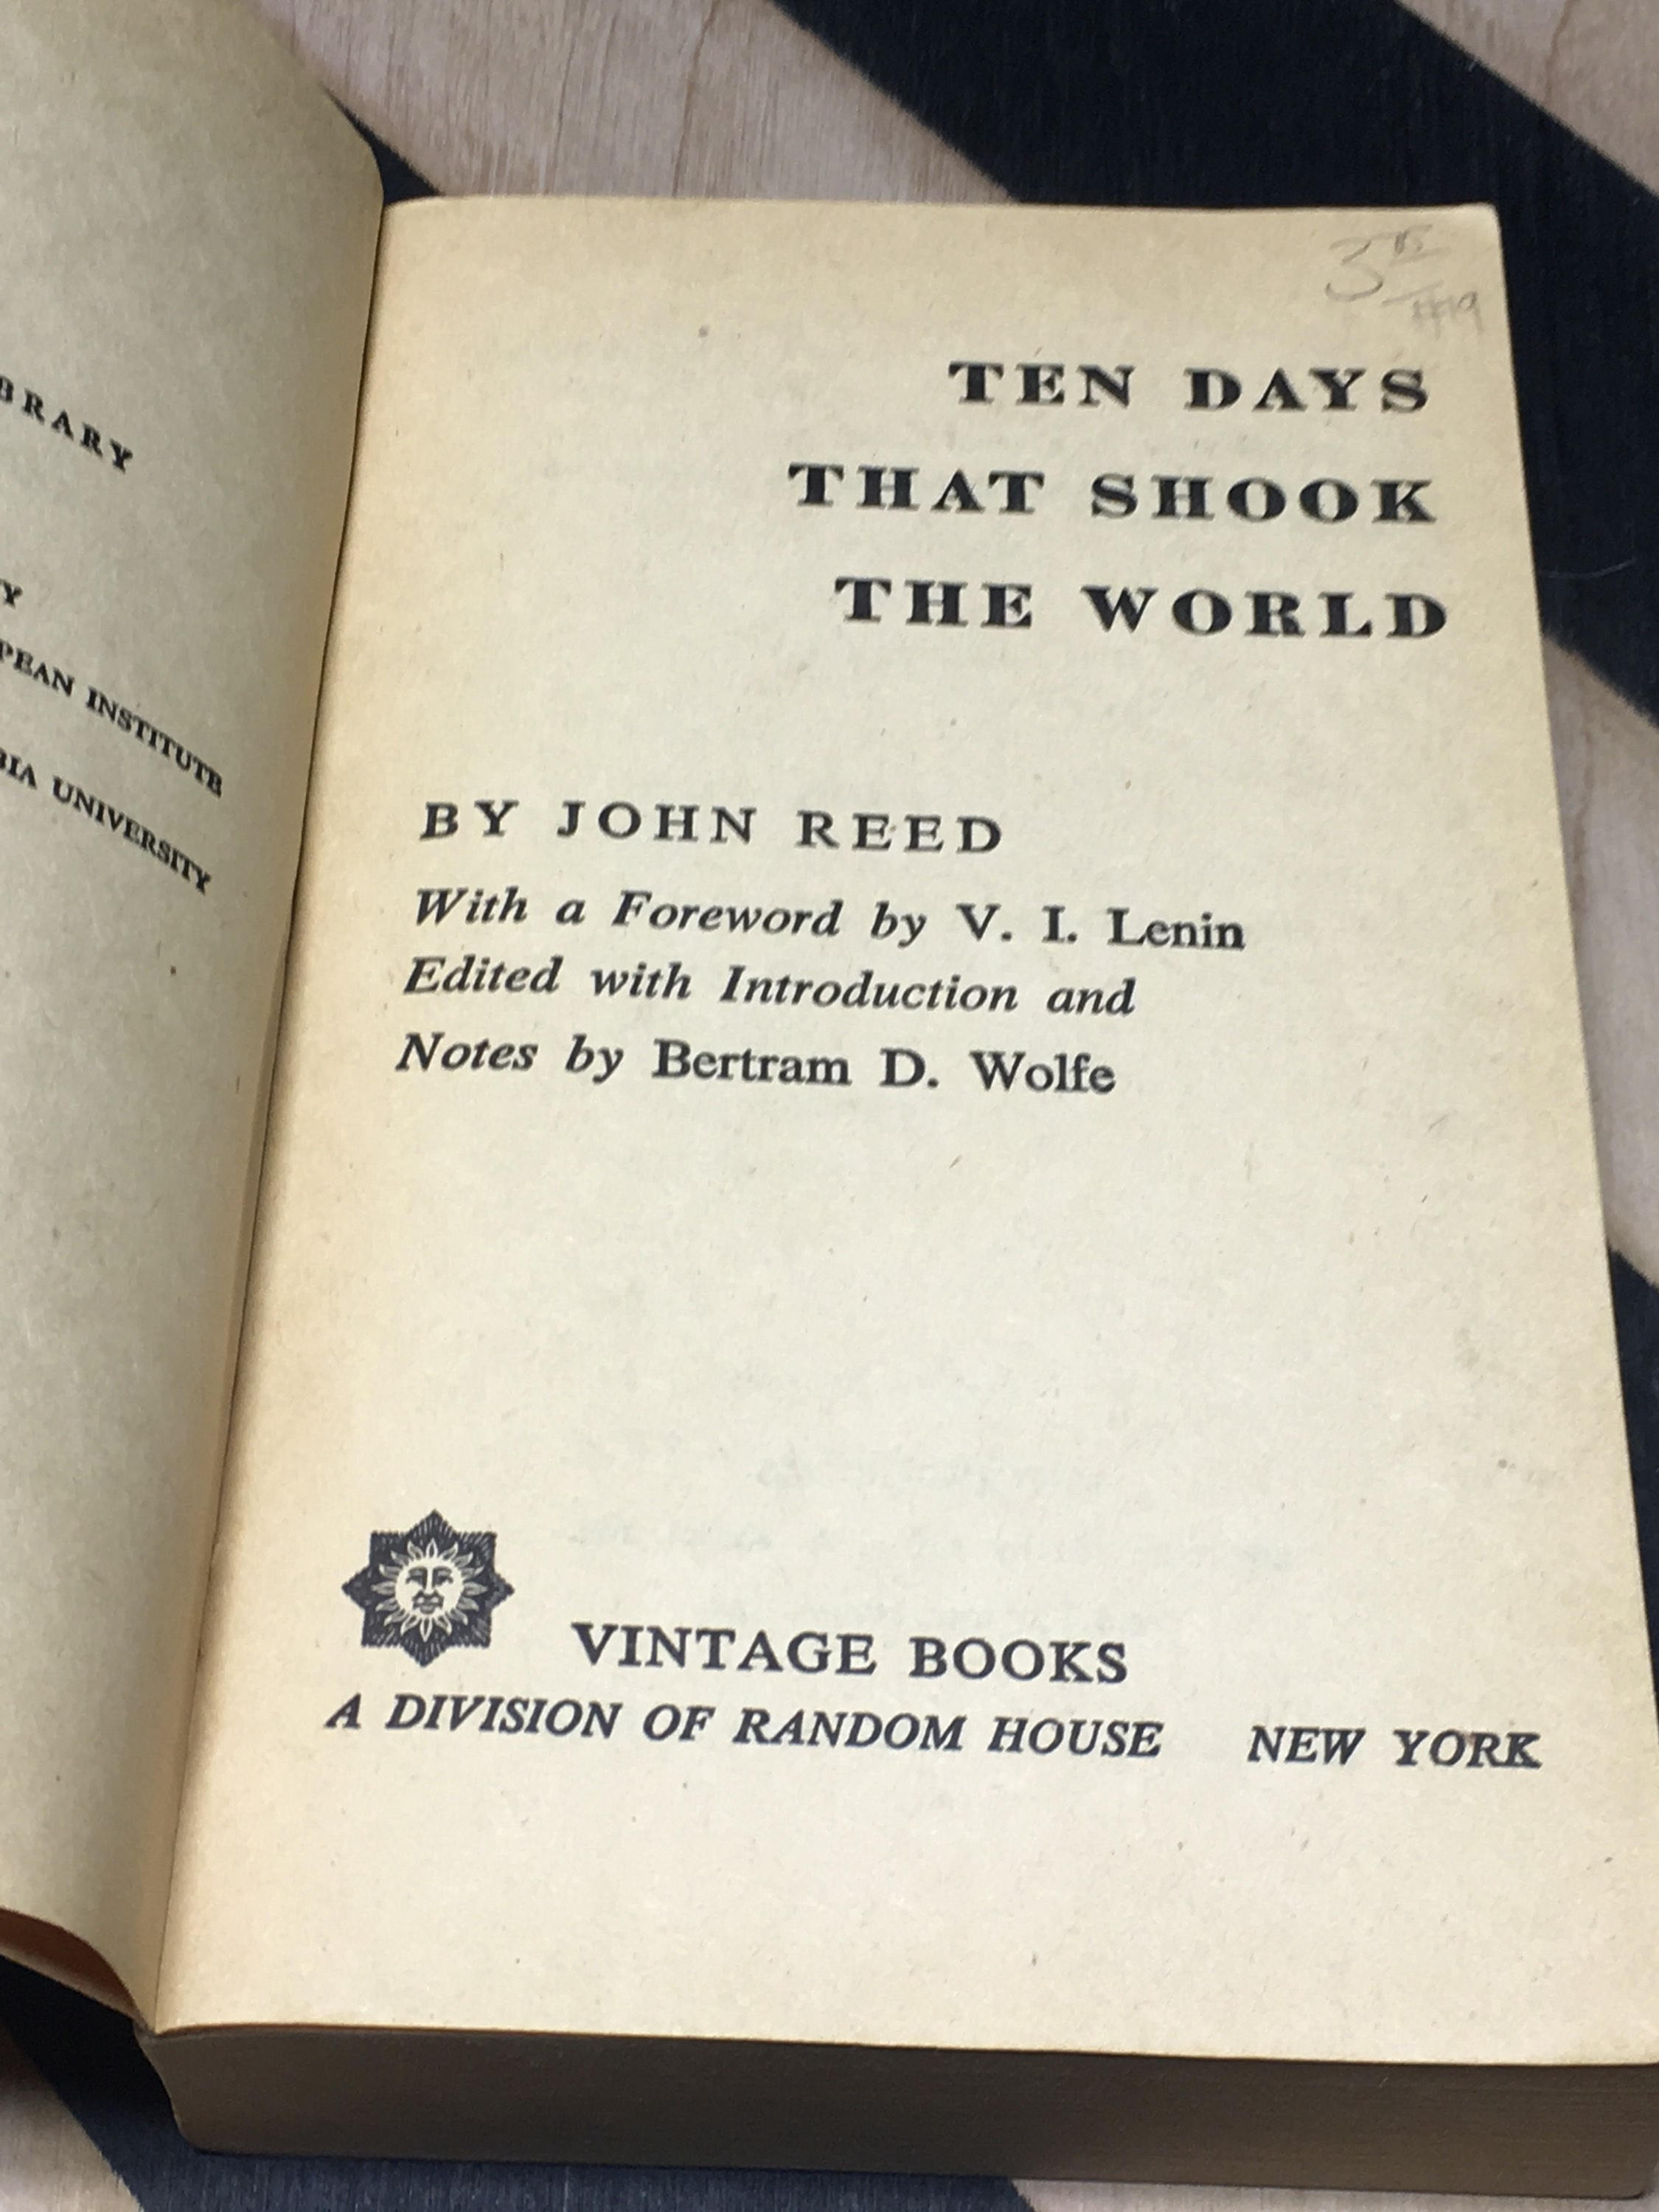 BRARY
Y
PEAN INSTITUTE
BIA UNIVERSITY
TEN DAYS
THAT SHOOK
THE WORLD
BY JOHN REED
With a Foreword by V. I. Lenin
Edited with Introduction and
Notes by Bertram D. Wolfe
VINTAGE BOOKS
A DIVISION OF RANDOM HOUSE NEW YORK